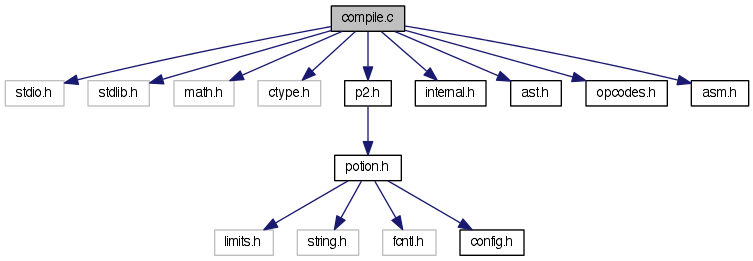 compile.c
stdio.h
stdlib.h
math.h
ctype.h
p2.h
internal.h
ast.h
opcodes.h
asm.h
potion.h
limits.h
string.h
fcntl.h
config.h